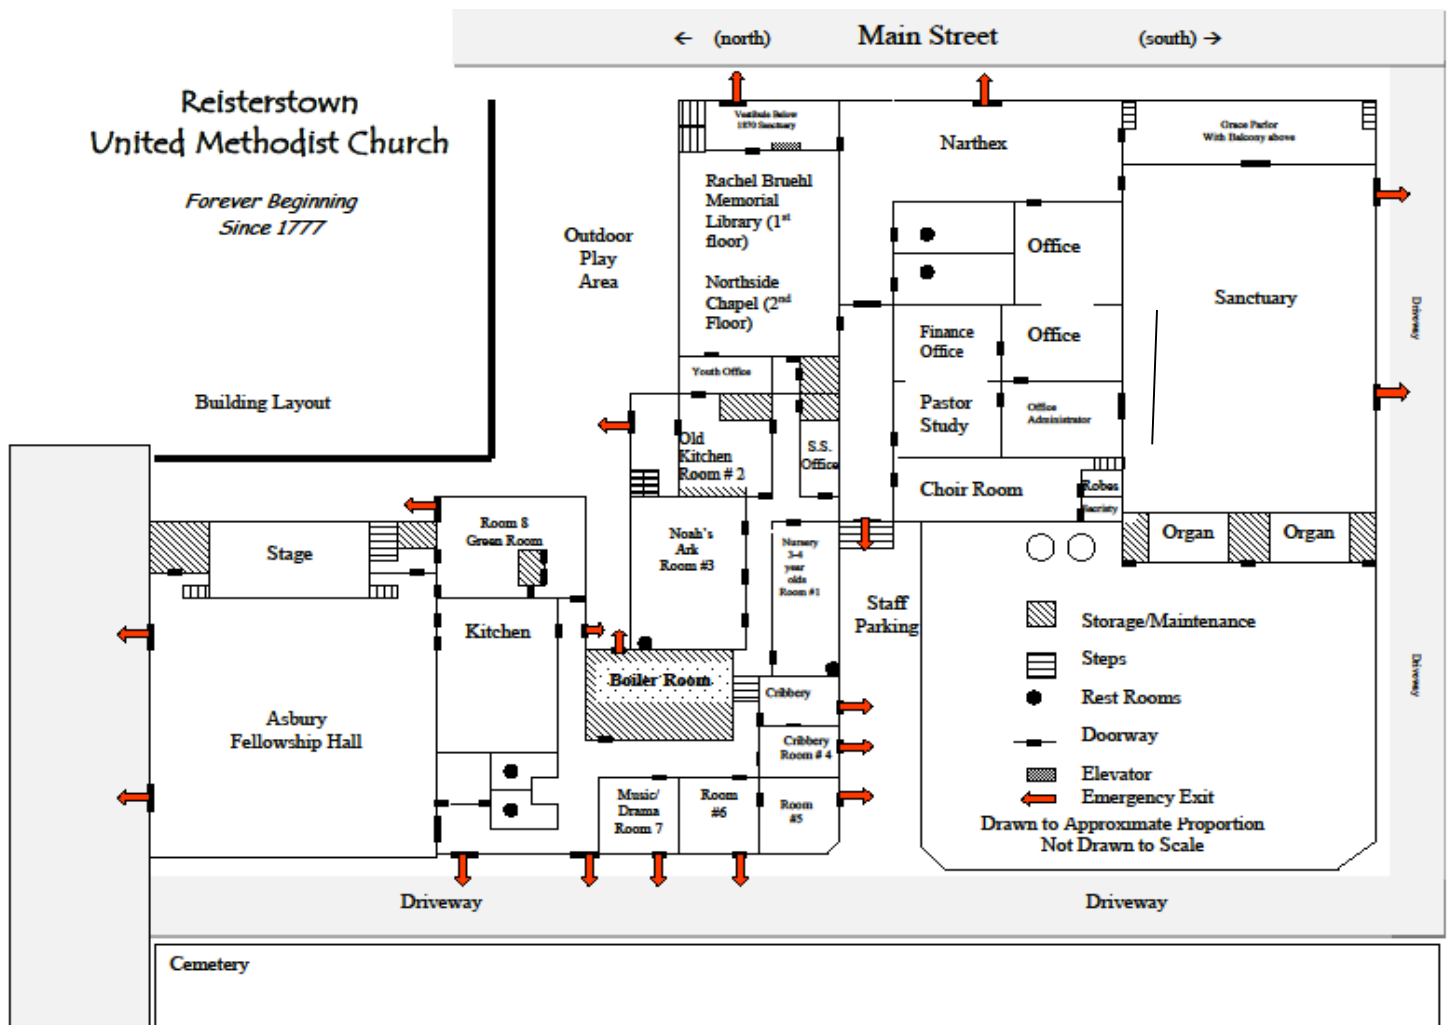 ← (north) Main Street (south) →
Reisterstown
United Methodist Church
Forever Beginning
Since 1777
Building Layout
Outdoor
Play
Area
Vestibule Below
1870 Sanctuary
Rachel Bruehl
Memorial
Library (1st
floor)
Northside
Chapel (2nd
Floor)
Youth Office
Narthex
Grace Parlor
With Balcony above
Office
Sanctuary
Driveway
Finance
Office
Office
Pastor
Study
Office
Administrator
Old
Kitchen
Room # 2
S.S.
Office
Choir Room
Robes
Sacristy
Organ
Organ
Stage
Room 8
Green Room
Noah's
Ark
Room #3
Nursery
3-4
year
olds
Room #1
Staff
Parking
Kitchen
Boiler Room
Cribbery
Cribbery
Room # 4
Asbury
Fellowship Hall
Music/
Drama
Room 7
Room
#6
Room
#5
Storage/Maintenance
Steps
Rest Rooms
Doorway
Elevator
Emergency Exit
Drawn to Approximate Proportion
Not Drawn to Scale
Driveway
Driveway
Driveway
Cemetery